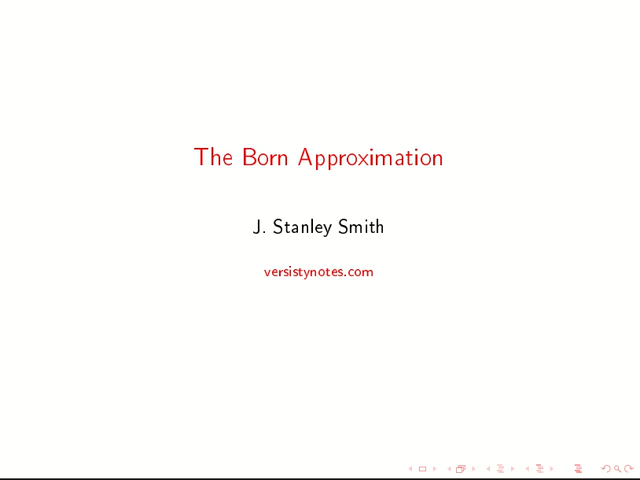 The Born Approximation
J. Stanley Smith
versistynotes.com